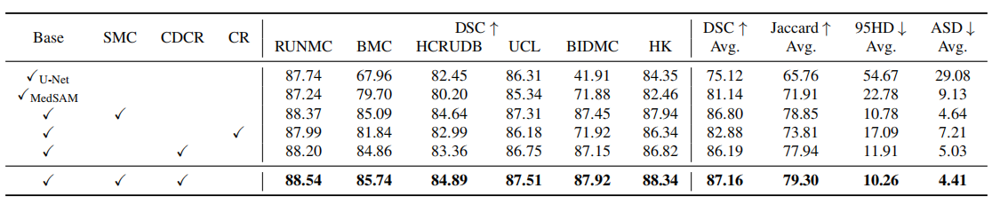 Base SMC CDCR CR DSC ↑ DSC ↑ Jaccard ↑ 95HD ↓ ASD ↓
RUNMC BMC HCRUDB UCL BIDMC HK Avg. Avg. Avg. Avg.
✓ U-Net 87.74 67.96 82.45 86.31 41.91 84.35 75.12 65.76 54.67 29.08
✓ MedSAM 87.24 79.70 80.20 85.34 71.88 82.46 81.14 71.91 22.78 9.13
✓ ✓ 88.37 85.09 84.64 87.31 87.45 87.94 86.80 78.85 10.78 4.64
✓ ✓ 87.99 81.84 82.99 86.18 71.92 86.34 82.88 73.81 17.09 7.21
✓ ✓ 88.20 84.86 83.36 86.75 87.15 86.82 86.19 77.94 11.91 5.03
✓ ✓ ✓ 88.54 85.74 84.89 87.51 87.92 88.34 87.16 79.30 10.26 4.41